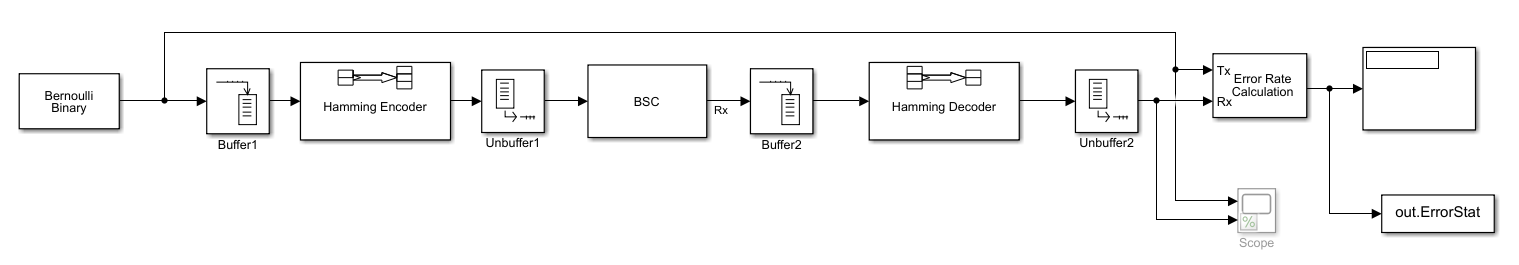 Bernoulli
Binary
Buffer1
Hamming Encoder
Unbuffer1
BSC
Rx
Buffer2
Hamming Decoder
Unbuffer2
Tx
Rx
Error Rate
Calculation
%
Scope
out.ErrorStat